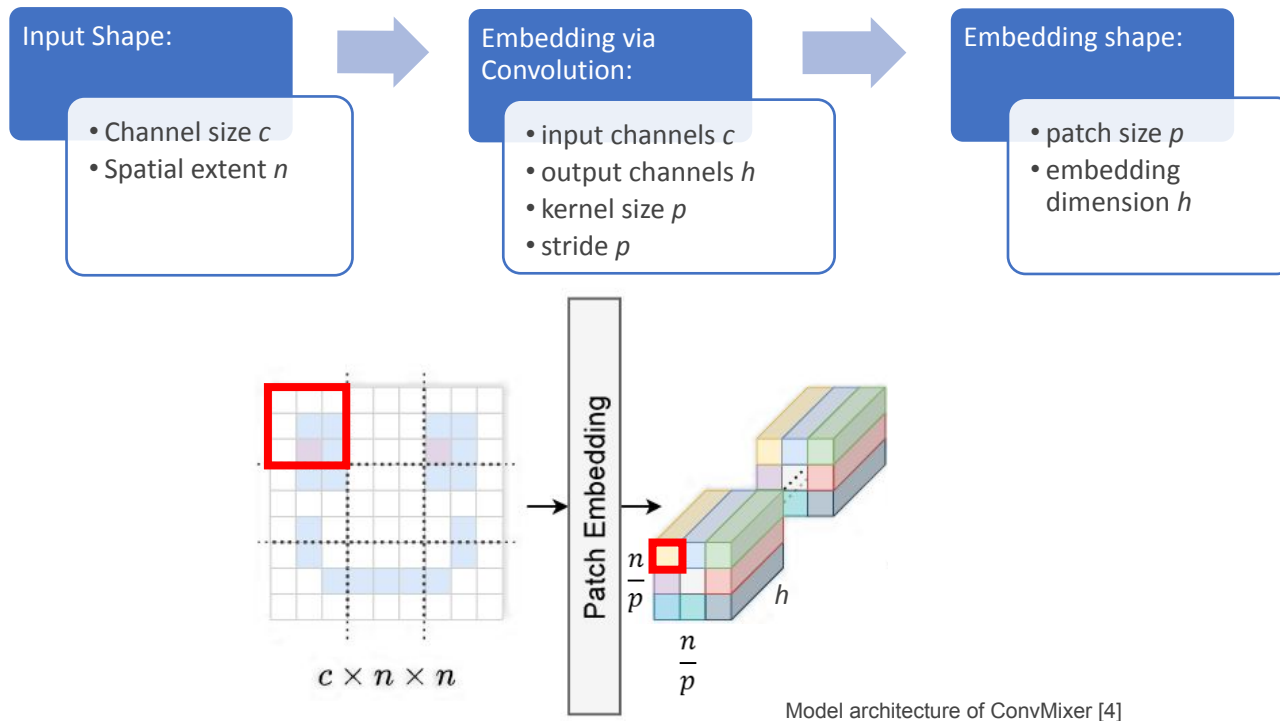 Input Shape:
• Channel size c
• Spatial extent n
Embedding via
Convolution:
• input channels c
• output channels h
• kernel size p
• stride p
Embedding shape:
• patch size p
• embedding
dimension h
Patch Embedding
n
p
h
n
p
c × n × n
Model architecture of ConvMixer [4]